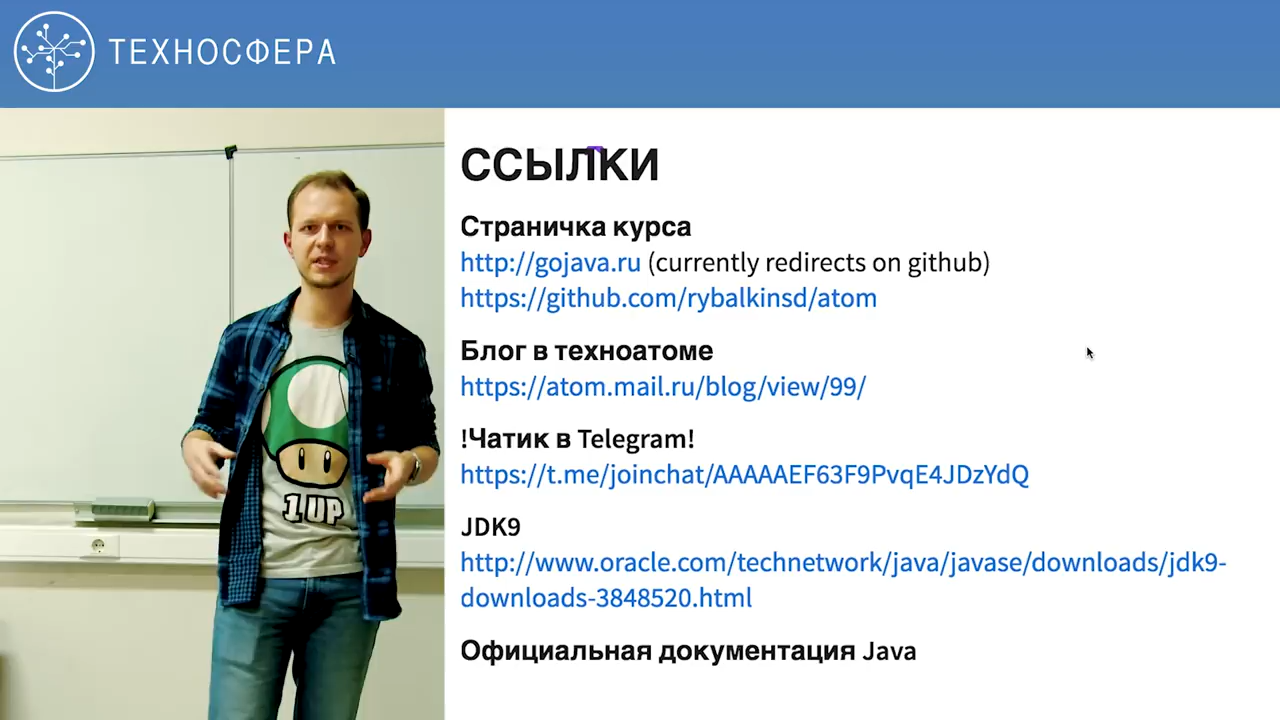 ТЕХНОСФЕРА
ССЫЛКИ
Страничка курса
http://gojava.ru (currently redirects on github)
https://github.com/rybalkinsd/atom
Блог в техноатоме
https://atom.mail.ru/blog/view/99/
!Чатик в Telegram!
https://t.me/joinchat/AAAAAEF63F9PvqE4JDzYdQ
JDK9
http://www.oracle.com/technetwork/java/javase/downloads/jdk9-
downloads-3848520.html
Официальная документация Java
1 UP